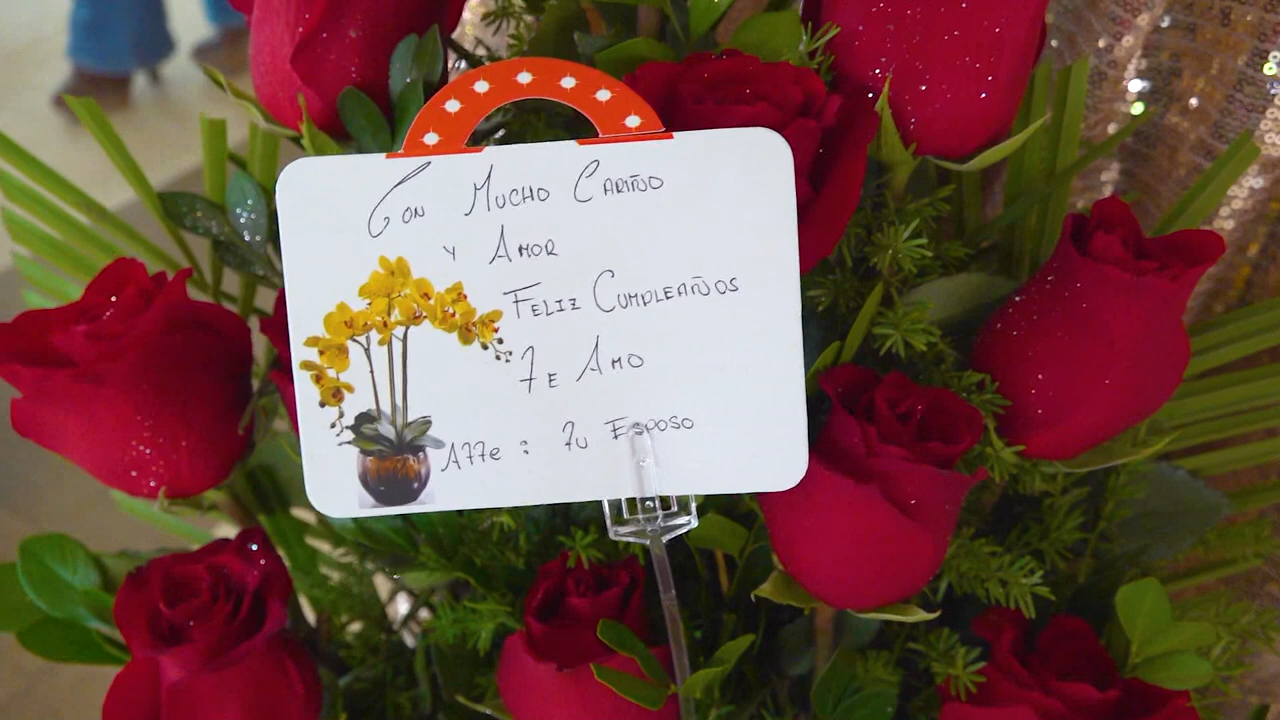 Con Mucho Cariño
y Amor
Feliz Cumpleaños
Te Amo
ATTe: Tu Esposo